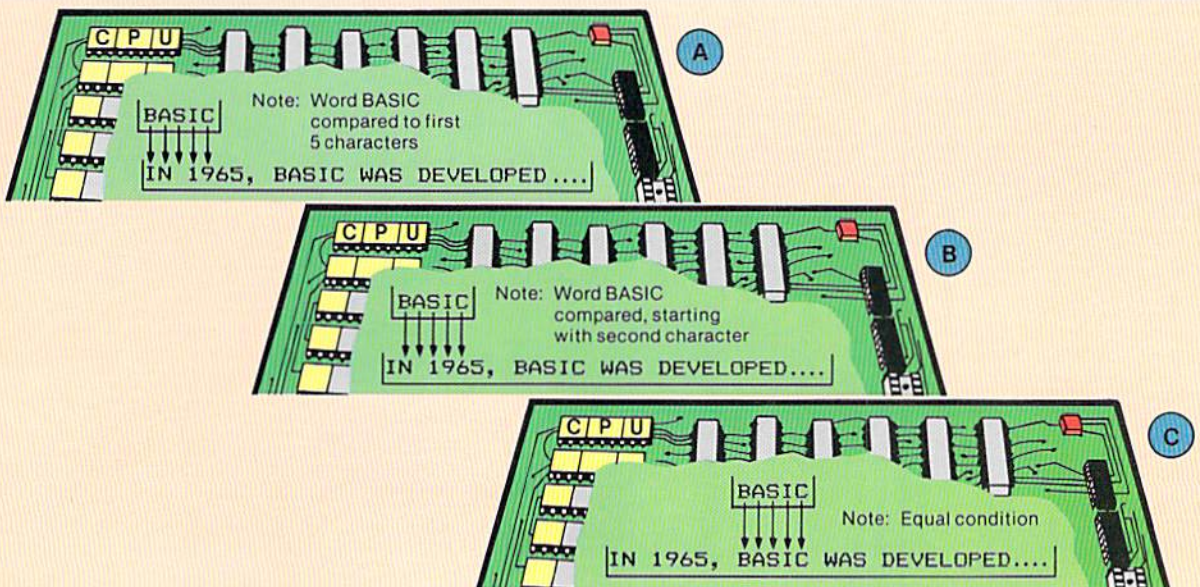 CPU
A
BASIC
Note: Word BASIC
compared to first
5 characters
IN 1965, BASIC WAS DEVELOPED....
CPU
B
BASIC
Note: Word BASIC
compared, starting
with second character
IN 1965, BASIC WAS DEVELOPED....
CPU
C
BASIC
Note: Equal condition
IN 1965, BASIC WAS DEVELOPED....